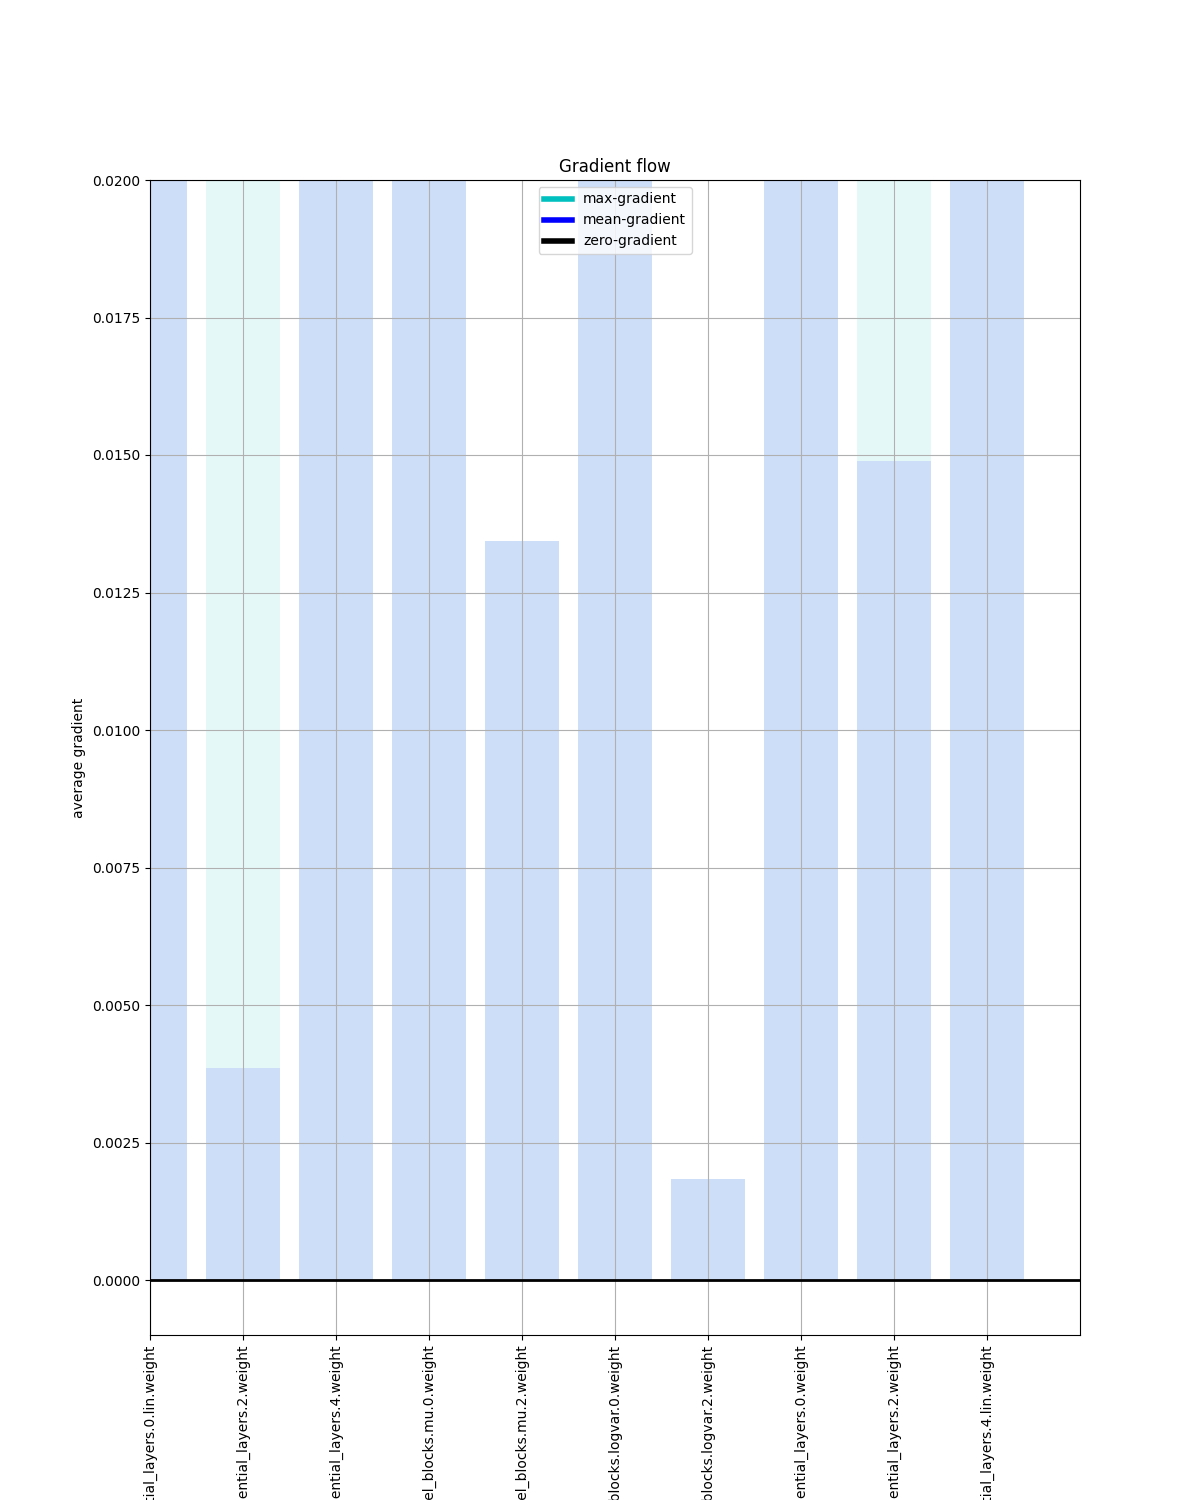 Gradient flow
max-gradient
mean-gradient
zero-gradient
0.0200
0.0175
0.0150
0.0125
0.0100
0.0075
0.0050
0.0025
0.0000
average gradient
tial_layers.0.lin.weight
ential_layers.2.weight
ential_layers.4.weight
el_blocks.mu.0.weight
el_blocks.mu.2.weight
blocks.logvar.0.weight
blocks.logvar.2.weight
ential_layers.0.weight
ential_layers.2.weight
tial_layers.4.lin.weight